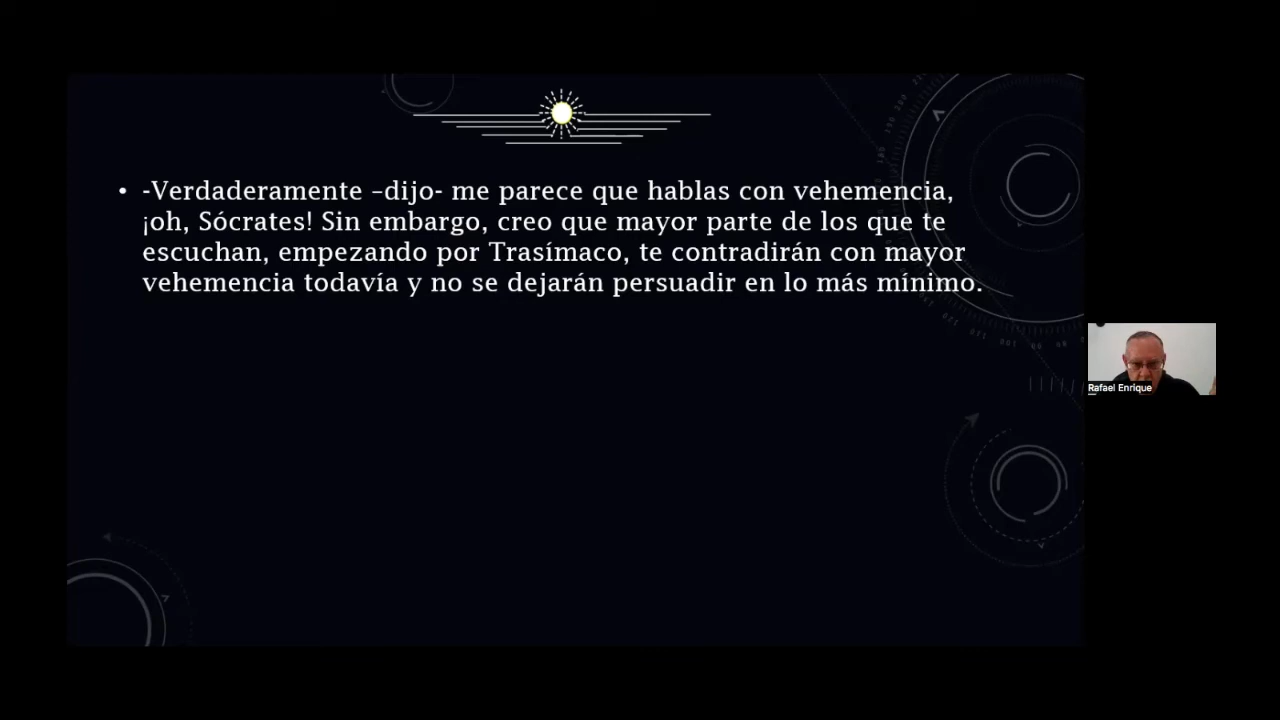 • -Verdaderamente –dijo- me parece que hablas con vehemencia,
¡oh, Sócrates! Sin embargo, creo que mayor parte de los que te
escuchan, empezando por Trasímaco, te contradirán con mayor
vehemencia todavía y no se dejarán persuadir en lo más mínimo.
Rafael Enrique